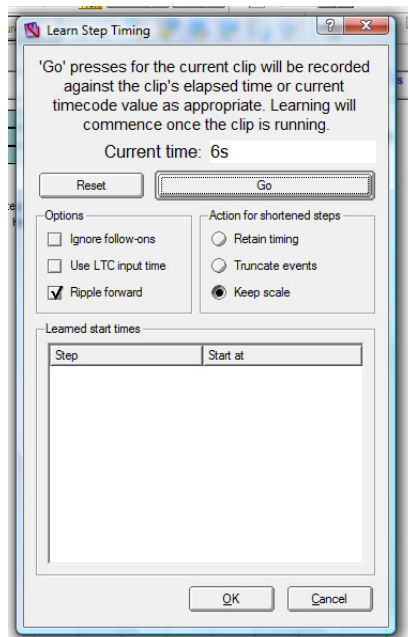 Learn Step Timing
'Go' presses for the current clip will be recorded
against the clip's elapsed time or current
timecode value as appropriate. Learning will
commence once the clip is running.
Current time: 6s
Reset
Go
Options
Action for shortened steps
Ignore follow-ons
Retain timing
Use LTC input time
Truncate events
Ripple forward
Keep scale
Learned start times
Step
Start at
OK
Cancel